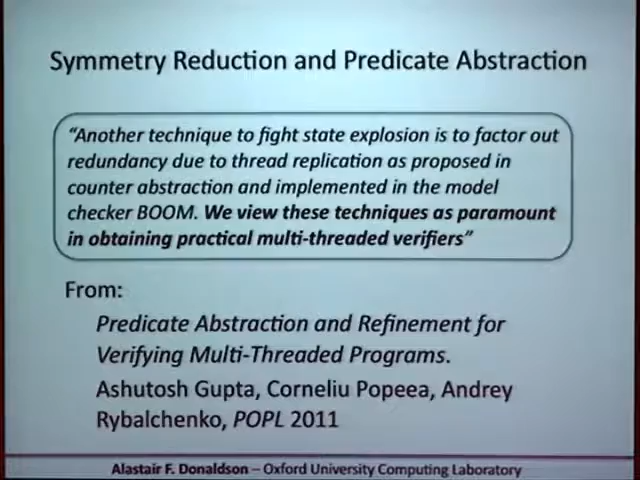 Symmetry Reduction and Predicate Abstraction
“Another technique to fight state explosion is to factor out
redundancy due to thread replication as proposed in
counter abstraction and implemented in the model
checker BOOM. We view these techniques as paramount
in obtaining practical multi-threaded verifiers”
From:
Predicate Abstraction and Refinement for
Verifying Multi-Threaded Programs.
Ashutosh Gupta, Corneliu Popeea, Andrey
Rybalchenko, POPL 2011
Alastair F. Donaldson – Oxford University Computing Laboratory